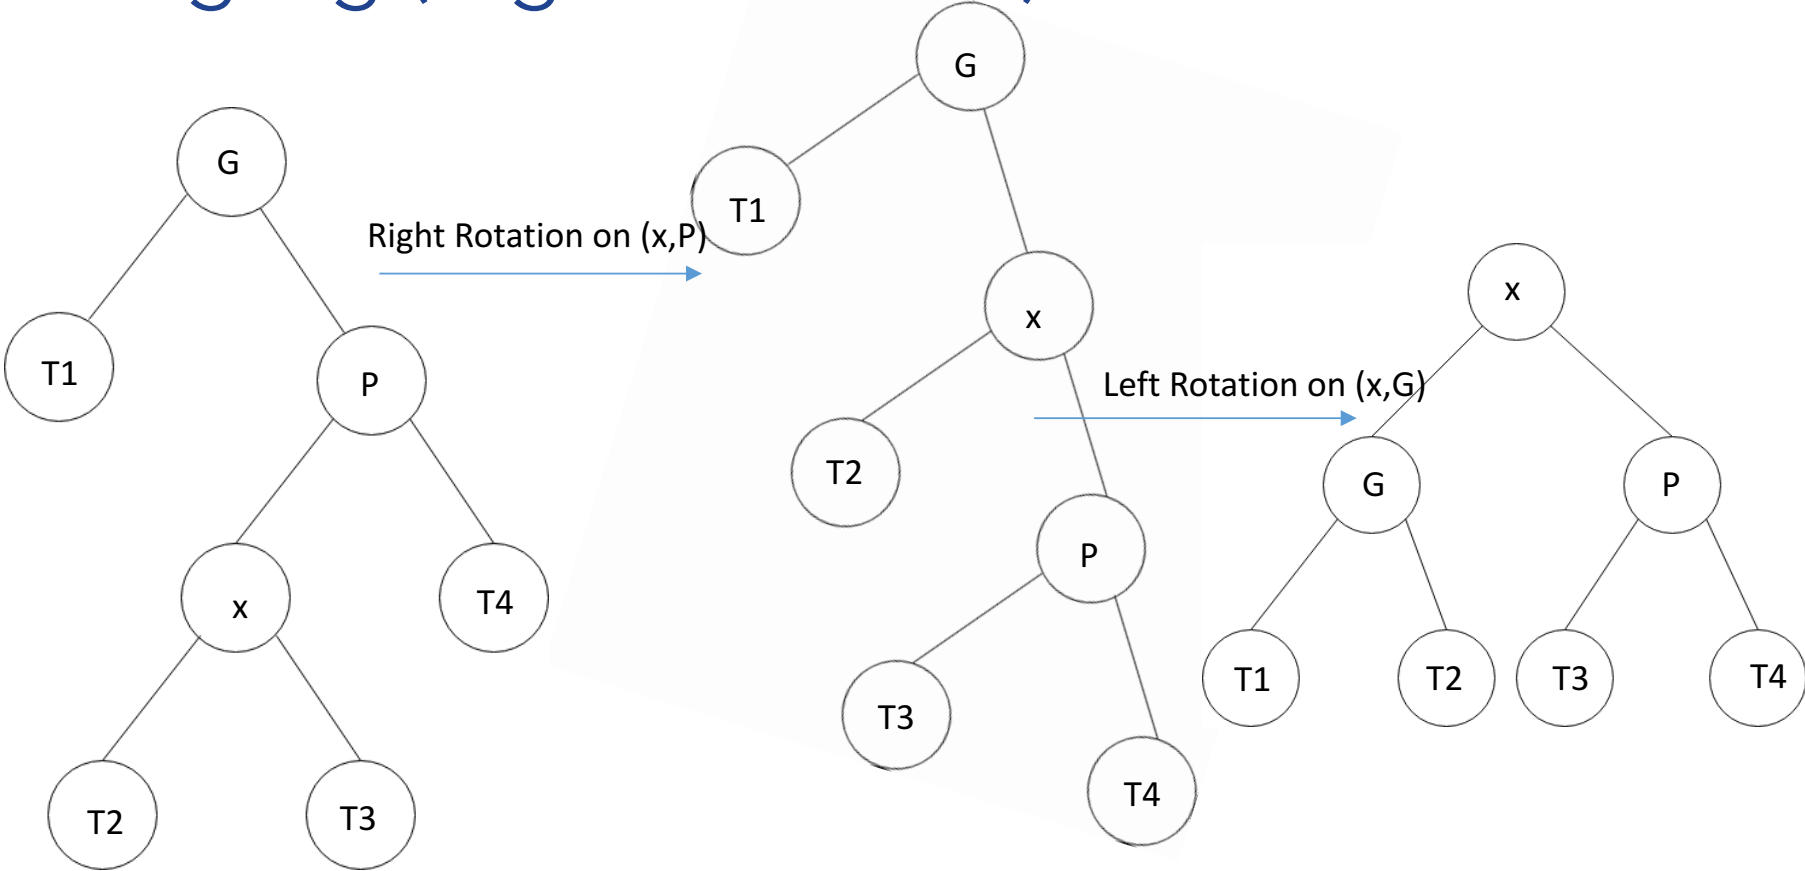 G
T1
P
x
T4
T2
T3
Right Rotation on (x,P)
G
T1
x
T2
P
T3
T4
Left Rotation on (x,G)
x
G
P
T1
T2
T3
T4